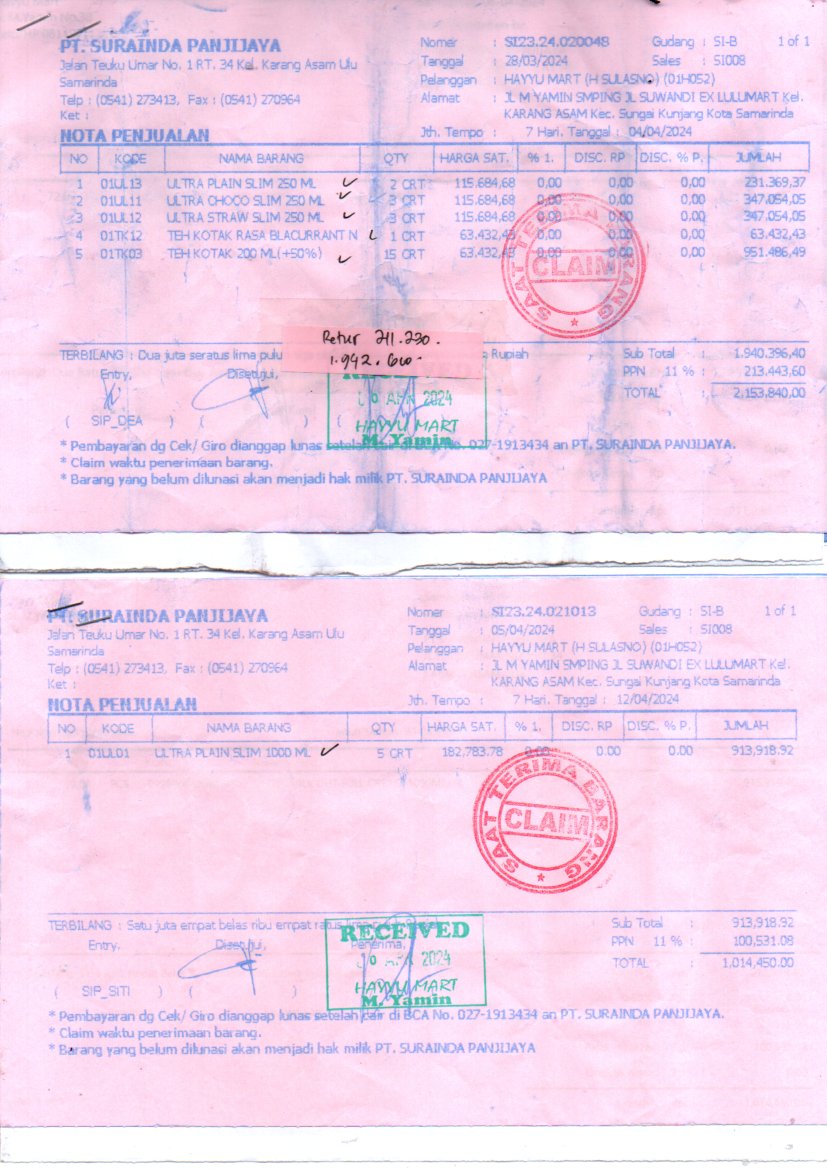 PT. SURAINDA PANJIJAYA
Jalan Teuku Umar No. 1 RT. 34 Kel. Karang Asam Ulu
Samarinda
Telp : (0541) 273413, Fax : (0541) 270964
Ket :
Nomer : SI23.24.020048 Gudang : SI-B 1 of 1
Tanggal : 28/03/2024 Sales : SI008
Pelanggan : HAYYU MART (H SULASNO) (01H052)
Alamat : JL M YAMIN SMPING JL SUWANDI EX LULUMART Kel.
KARANG ASAM Kec. Sungai Kunjang Kota Samarinda
NOTA PENJUALAN Jth. Tempo : 7 Hari, Tanggal : 04/04/2024
NO KODE NAMA BARANG QTY HARGA SAT. % 1. DISC. RP DISC. % P. JUMLAH
1 01UL13 ULTRA PLAIN SLIM 250 ML 2 CRT 115.684,68 0,00 0,00 0,00 231.369,37
2 01UL11 ULTRA CHOCO SLIM 250 ML 3 CRT 115.684,68 0,00 0,00 0,00 347.054,05
3 01UL12 ULTRA STRAW SLIM 250 ML 3 CRT 115.684,68 0,00 0,00 0,00 347.054,05
4 01TK12 TEH KOTAK RASA BLACURRANT N 1 CRT 63.432,43 0,00 0,00 0,00 63.432,43
5 01TK03 TEH KOTAK 200 ML(+50%) 15 CRT 63.432,43 0,00 0,00 0,00 951.486,49
SAAT TERIMA BARANG
CLAIM
Retur 211.230.
1.942.600-
TERBILANG : Dua juta seratus lima pulu Rupiah
Sub Total : 1.940.396,40
PPN 11 % : 213.443,60
TOTAL : 2,153,840.00
Entry, Disetujui,
( SIP_DEA ) ( ) (
APR 2024
HAYYU MART
M. Yamin
* Pembayaran dg Cek/ Giro dianggap lunas setelah No. 027-1913434 an PT. SURAINDA PANJIJAYA.
* Claim waktu penerimaan barang.
* Barang yang belum dilunasi akan menjadi hak milik PT. SURAINDA PANJIJAYA
PT. SURAINDA PANJIJAYA
Jalan Teuku Umar No. 1 RT. 34 Kel. Karang Asam Ulu
Samarinda
Telp : (0541) 273413, Fax : (0541) 270964
Ket :
Nomer : SI23.24.021013 Gudang : SI-B 1 of 1
Tanggal : 05/04/2024 Sales : SI008
Pelanggan : HAYYU MART (H SULASNO) (01H052)
Alamat : JL M YAMIN SMPING JL SUWANDI EX LULUMART Kel.
KARANG ASAM Kec. Sungai Kunjang Kota Samarinda
NOTA PENJUALAN Jth. Tempo : 7 Hari, Tanggal : 12/04/2024
NO KODE NAMA BARANG QTY HARGA SAT. % 1. DISC. RP DISC. % P. JUMLAH
1 01UL01 ULTRA PLAIN SLIM 1000 ML 5 CRT 182,783.78 0.00 0.00 0.00 913,918.92
SAAT TERIMA BARANG
CLAIM
TERBILANG : Satu juta empat belas ribu empat ratus
Sub Total : 913,918.92
PPN 11 % : 100,531.08
TOTAL : 1,014,450.00
Entry, Disetujui, Penerima,
( SIP_SITI ) ( )
RECEIVED
2024
HAYYU MART
M. Yamin
* Pembayaran dg Cek/ Giro dianggap lunas setelah cair di BCA No. 027-1913434 an PT. SURAINDA PANJIJAYA.
* Claim waktu penerimaan barang.
* Barang yang belum dilunasi akan menjadi hak milik PT. SURAINDA PANJIJAYA